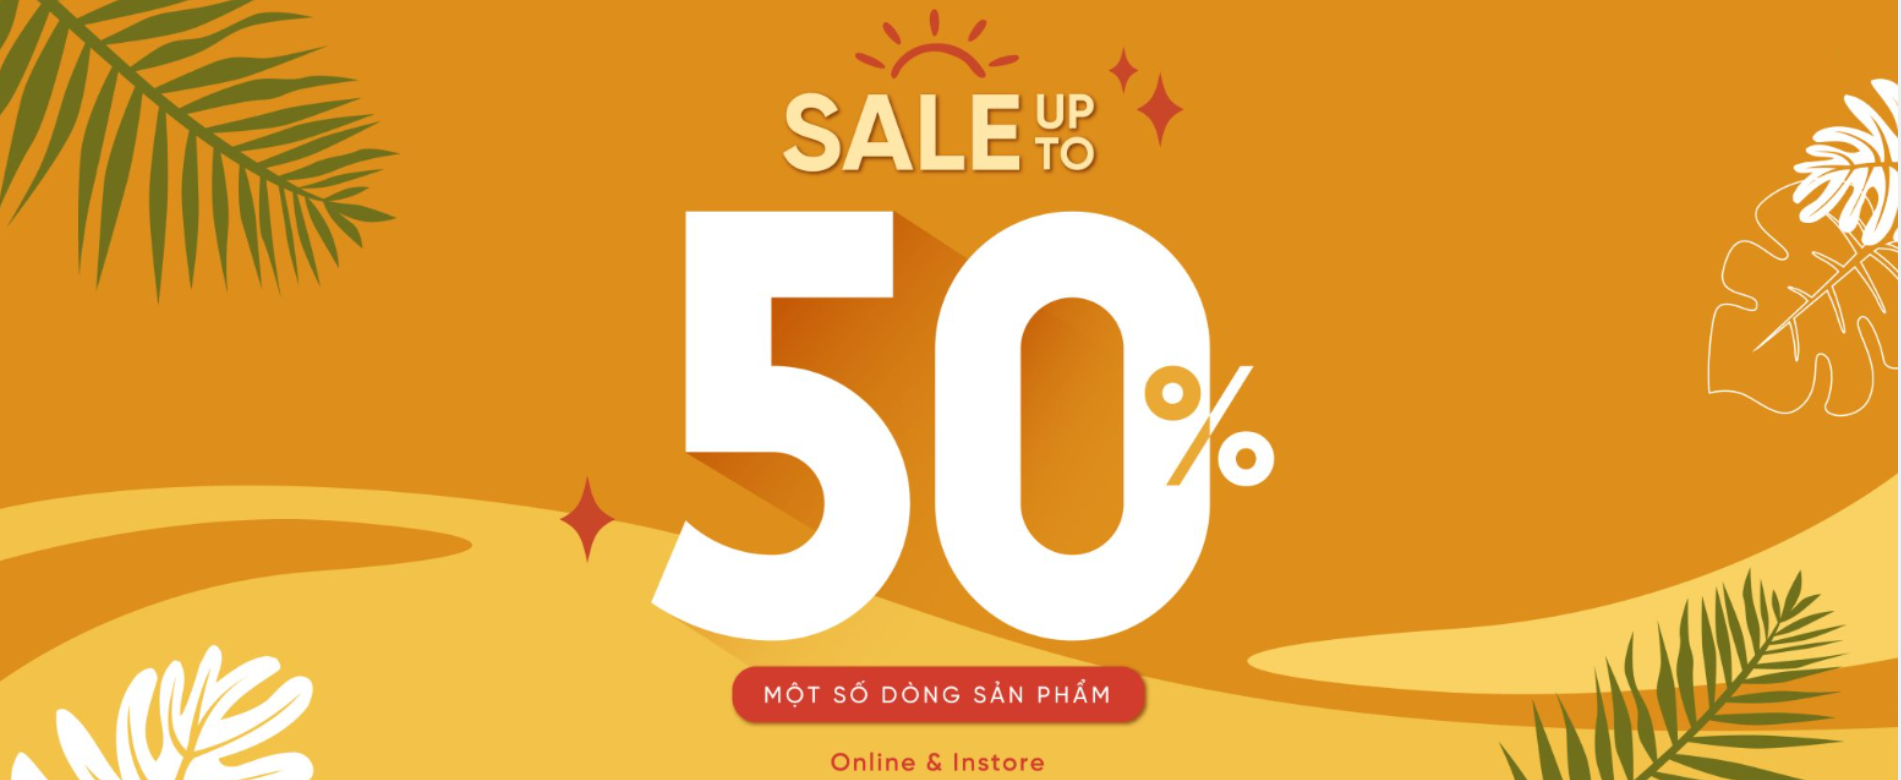 SALE UP TO
50%
MỘT SỐ DÒNG SẢN PHẨM
Online & Instore